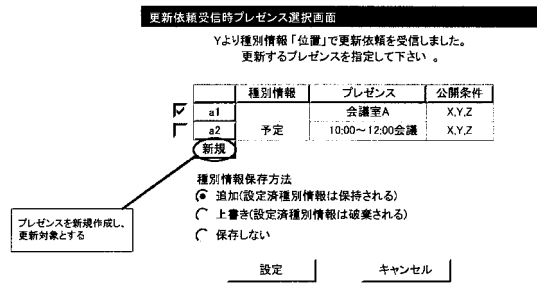 更新依頼受信時プレゼンス選択画面
Yより種別情報「位置」で更新依頼を受信しました。
更新するプレゼンスを指定して下さい 。
種別情報 プレゼンス 公開条件
a1 会議室A X,Y,Z
a2 予定 10:00～12:00会議 X,Y,Z
新規
種別情報保存方法
追加(設定済種別情報は保持される)
上書き(設定済種別情報は破棄される)
保存しない
プレゼンスを新規作成し、
更新対象とする
設定 キャンセル